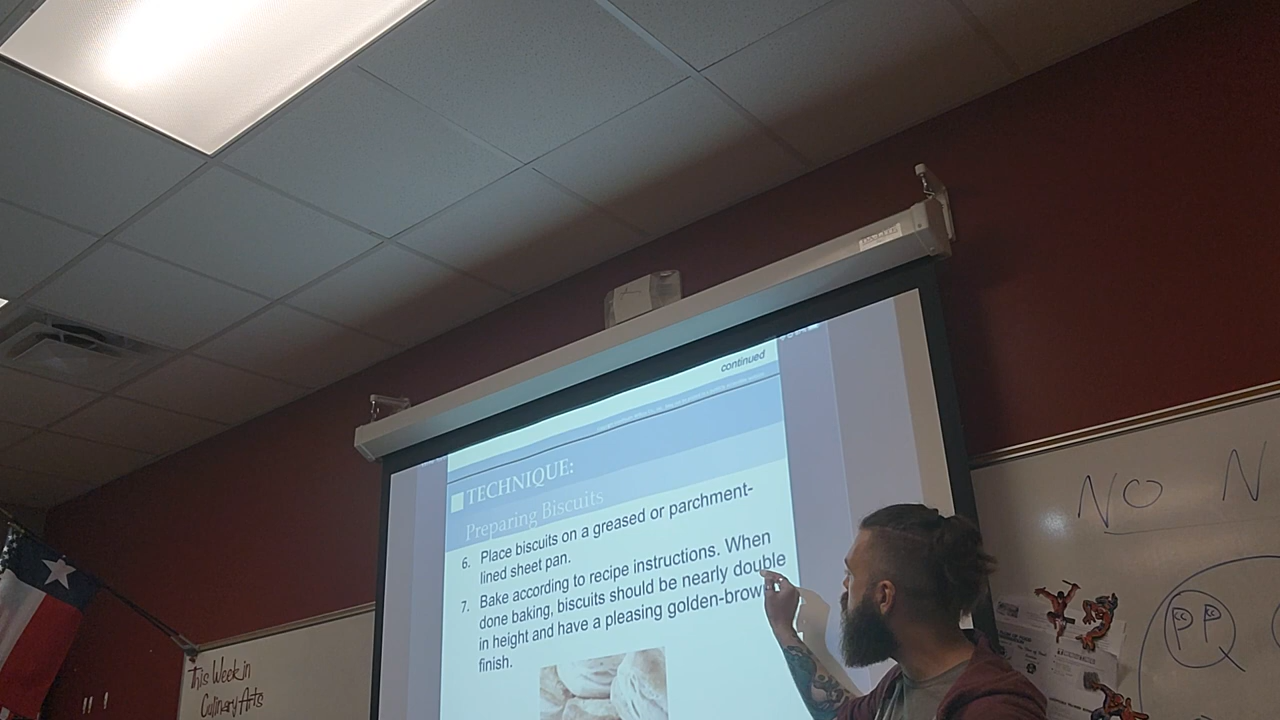 continued
TECHNIQUE:
Preparing Biscuits
6. Place biscuits on a greased or parchment-
lined sheet pan.
7. Bake according to recipe instructions. When
done baking, biscuits should be nearly double
in height and have a pleasing golden-brown
finish.
This Week in
Culinary Arts
NO N